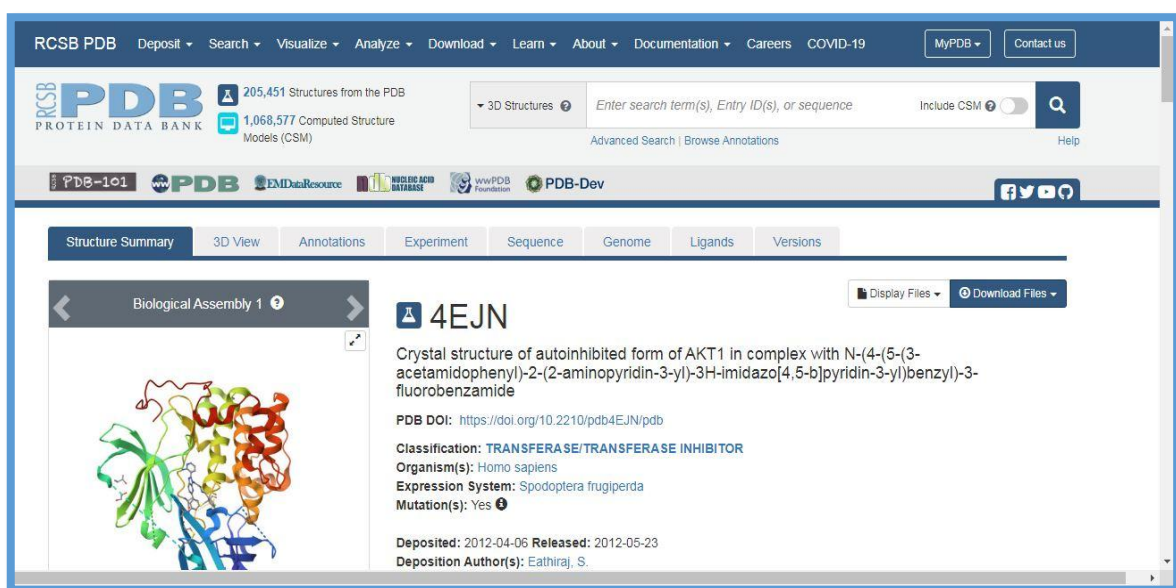 RCSB PDB Deposit Search Visualize Analyze Download Learn About Documentation Careers COVID-19 MyPDB Contact us
RCSB PDB
PROTEIN DATA BANK
205,451 Structures from the PDB
1,068,577 Computed Structure
Models (CSM)
3D Structures
Enter search term(s), Entry ID(s), or sequence
Include CSM
Advanced Search | Browse Annotations
Help
PDB-101 PDB EMDataResource NUCLEIC ACID DATABASE wwPDB Foundation PDB-Dev
Structure Summary 3D View Annotations Experiment Sequence Genome Ligands Versions
Biological Assembly 1
Display Files Download Files
4EJN
Crystal structure of autoinhibited form of AKT1 in complex with N-(4-(5-(3-
acetamidophenyl)-2-(2-aminopyridin-3-yl)-3H-imidazo[4,5-b]pyridin-3-yl)benzyl)-3-
fluorobenzamide
PDB DOI: https://doi.org/10.2210/pdb4EJN/pdb
Classification: TRANSFERASE/TRANSFERASE INHIBITOR
Organism(s): Homo sapiens
Expression System: Spodoptera frugiperda
Mutation(s): Yes
Deposited: 2012-04-06 Released: 2012-05-23
Deposition Author(s): Eathiraj, S.